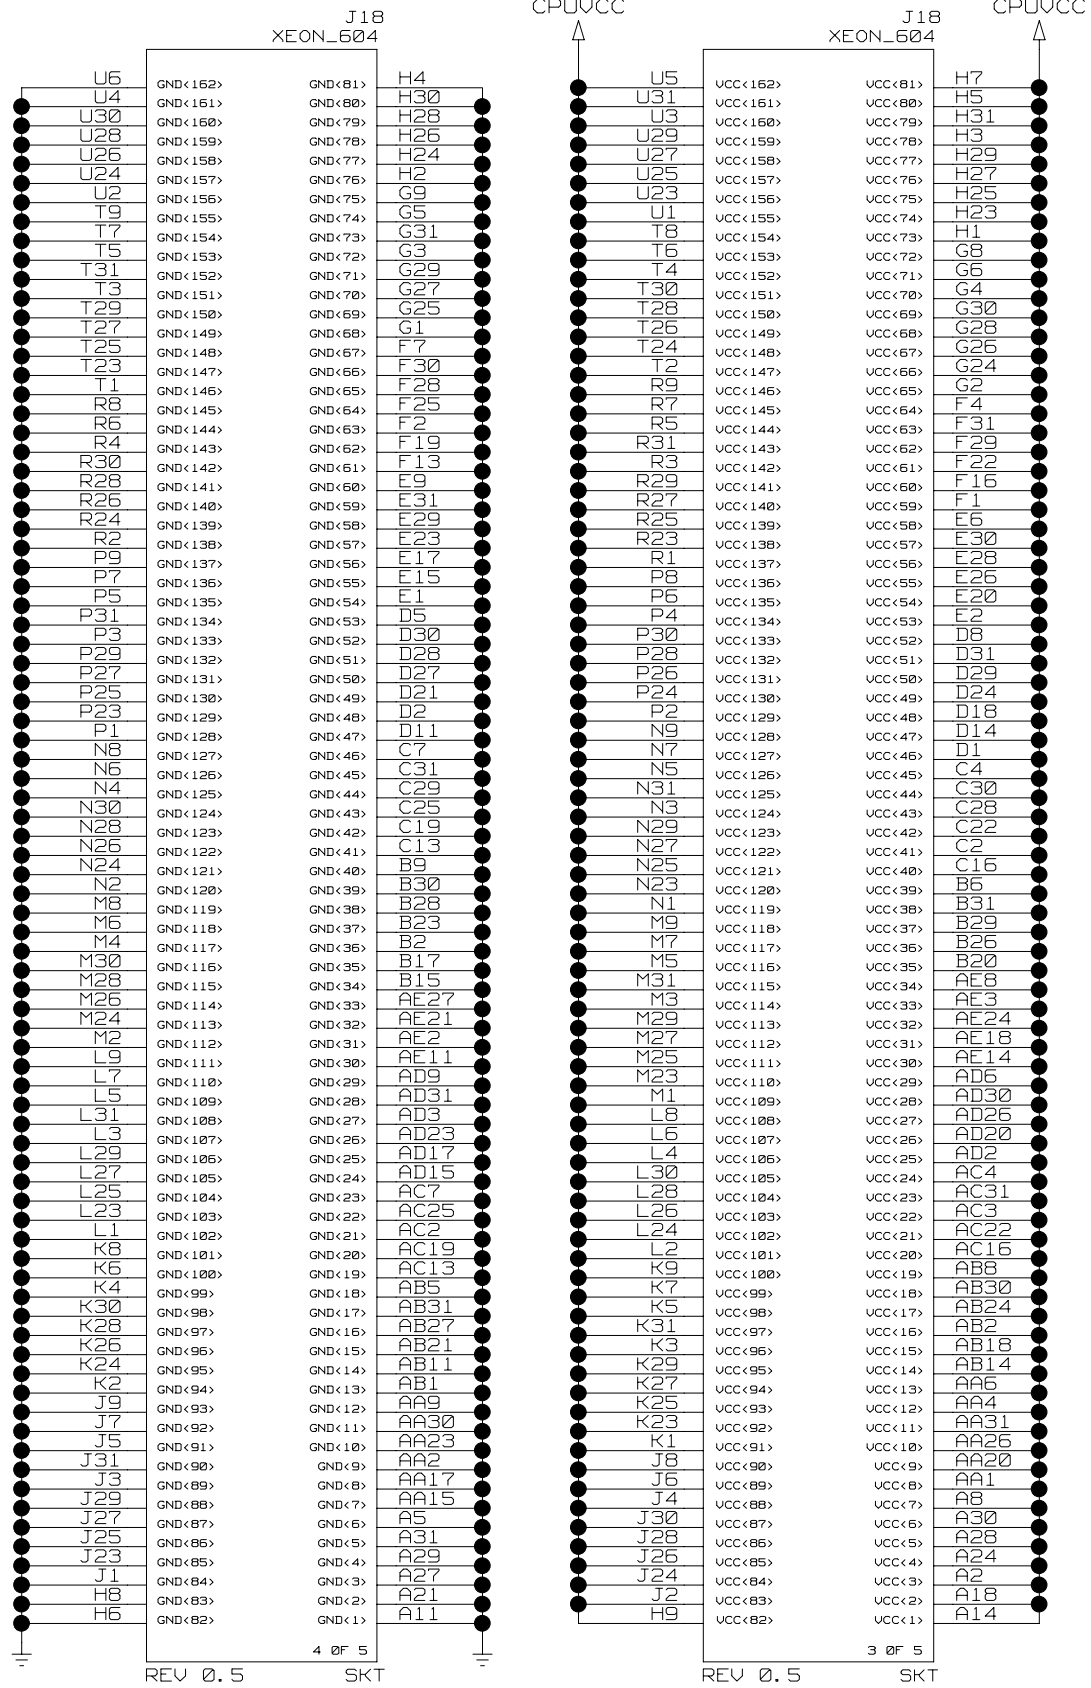 J18
XEON_604
U6 GND<162> GND<81> H4
U4 GND<161> GND<80> H30
U30 GND<160> GND<79> H28
U28 GND<159> GND<78> H26
U26 GND<158> GND<77> H24
U24 GND<157> GND<76> H2
U2 GND<156> GND<75> G9
T9 GND<155> GND<74> G5
T7 GND<154> GND<73> G31
T5 GND<153> GND<72> G3
T31 GND<152> GND<71> G29
T3 GND<151> GND<70> G27
T29 GND<150> GND<69> G25
T27 GND<149> GND<68> G1
T25 GND<148> GND<67> F7
T23 GND<147> GND<66> F30
T1 GND<146> GND<65> F28
R8 GND<145> GND<64> F25
R6 GND<144> GND<63> F2
R4 GND<143> GND<62> F19
R30 GND<142> GND<61> F13
R28 GND<141> GND<60> E9
R26 GND<140> GND<59> E31
R24 GND<139> GND<58> E29
R2 GND<138> GND<57> E23
P9 GND<137> GND<56> E17
P7 GND<136> GND<55> E15
P5 GND<135> GND<54> E1
P31 GND<134> GND<53> D5
P3 GND<133> GND<52> D30
P29 GND<132> GND<51> D28
P27 GND<131> GND<50> D27
P25 GND<130> GND<49> D21
P23 GND<129> GND<48> D2
P1 GND<128> GND<47> D11
N8 GND<127> GND<46> C7
N6 GND<126> GND<45> C31
N4 GND<125> GND<44> C29
N30 GND<124> GND<43> C25
N28 GND<123> GND<42> C19
N26 GND<122> GND<41> C13
N24 GND<121> GND<40> B9
N2 GND<120> GND<39> B30
M8 GND<119> GND<38> B28
M6 GND<118> GND<37> B23
M4 GND<117> GND<36> B2
M30 GND<116> GND<35> B17
M28 GND<115> GND<34> B15
M26 GND<114> GND<33> AE27
M24 GND<113> GND<32> AE21
M2 GND<112> GND<31> AE2
L9 GND<111> GND<30> AE11
L7 GND<110> GND<29> AD9
L5 GND<109> GND<28> AD31
L31 GND<108> GND<27> AD3
L3 GND<107> GND<26> AD23
L29 GND<106> GND<25> AD17
L27 GND<105> GND<24> AD15
L25 GND<104> GND<23> AC7
L23 GND<103> GND<22> AC25
L1 GND<102> GND<21> AC2
K8 GND<101> GND<20> AC19
K6 GND<100> GND<19> AC13
K4 GND<99> GND<18> AB5
K30 GND<98> GND<17> AB31
K28 GND<97> GND<16> AB27
K26 GND<96> GND<15> AB21
K24 GND<95> GND<14> AB11
K2 GND<94> GND<13> AB1
J9 GND<93> GND<12> AA9
J7 GND<92> GND<11> AA30
J5 GND<91> GND<10> AA23
J31 GND<90> GND<9> AA2
J3 GND<89> GND<8> AA17
J29 GND<88> GND<7> AA15
J27 GND<87> GND<6> A5
J25 GND<86> GND<5> A31
J23 GND<85> GND<4> A29
J1 GND<84> GND<3> A27
H8 GND<83> GND<2> A21
H6 GND<82> GND<1> A11
4 OF 5
REV 0.5 SKT
CPUVCC CPUVCC
J18
XEON_604
U5 VCC<162> VCC<81> H7
U31 VCC<161> VCC<80> H5
U3 VCC<160> VCC<79> H31
U29 VCC<159> VCC<78> H3
U27 VCC<158> VCC<77> H29
U25 VCC<157> VCC<76> H27
U23 VCC<156> VCC<75> H25
U1 VCC<155> VCC<74> H23
T8 VCC<154> VCC<73> H1
T6 VCC<153> VCC<72> G8
T4 VCC<152> VCC<71> G6
T30 VCC<151> VCC<70> G4
T28 VCC<150> VCC<69> G30
T26 VCC<149> VCC<68> G28
T24 VCC<148> VCC<67> G26
T2 VCC<147> VCC<66> G24
R9 VCC<146> VCC<65> G2
R7 VCC<145> VCC<64> F4
R5 VCC<144> VCC<63> F31
R31 VCC<143> VCC<62> F29
R3 VCC<142> VCC<61> F22
R29 VCC<141> VCC<60> F16
R27 VCC<140> VCC<59> F1
R25 VCC<139> VCC<58> E6
R23 VCC<138> VCC<57> E30
R1 VCC<137> VCC<56> E28
P8 VCC<136> VCC<55> E26
P6 VCC<135> VCC<54> E20
P4 VCC<134> VCC<53> E2
P30 VCC<133> VCC<52> D8
P28 VCC<132> VCC<51> D31
P26 VCC<131> VCC<50> D29
P24 VCC<130> VCC<49> D24
P2 VCC<129> VCC<48> D18
N9 VCC<128> VCC<47> D14
N7 VCC<127> VCC<46> D1
N5 VCC<126> VCC<45> C4
N31 VCC<125> VCC<44> C30
N3 VCC<124> VCC<43> C28
N29 VCC<123> VCC<42> C22
N27 VCC<122> VCC<41> C2
N25 VCC<121> VCC<40> C16
N23 VCC<120> VCC<39> B6
N1 VCC<119> VCC<38> B31
M9 VCC<118> VCC<37> B29
M7 VCC<117> VCC<36> B26
M5 VCC<116> VCC<35> B20
M31 VCC<115> VCC<34> AE8
M3 VCC<114> VCC<33> AE3
M29 VCC<113> VCC<32> AE24
M27 VCC<112> VCC<31> AE18
M25 VCC<111> VCC<30> AE14
M23 VCC<110> VCC<29> AD6
M1 VCC<109> VCC<28> AD30
L8 VCC<108> VCC<27> AD26
L6 VCC<107> VCC<26> AD20
L4 VCC<106> VCC<25> AD2
L30 VCC<105> VCC<24> AC4
L28 VCC<104> VCC<23> AC31
L26 VCC<103> VCC<22> AC3
L24 VCC<102> VCC<21> AC22
L2 VCC<101> VCC<20> AC16
K9 VCC<100> VCC<19> AB8
K7 VCC<99> VCC<18> AB30
K5 VCC<98> VCC<17> AB24
K31 VCC<97> VCC<16> AB2
K3 VCC<96> VCC<15> AB18
K29 VCC<95> VCC<14> AB14
K27 VCC<94> VCC<13> AA6
K25 VCC<93> VCC<12> AA4
K23 VCC<92> VCC<11> AA31
K1 VCC<91> VCC<10> AA26
J8 VCC<90> VCC<9> AA20
J6 VCC<89> VCC<8> AA1
J4 VCC<88> VCC<7> A8
J30 VCC<87> VCC<6> A30
J28 VCC<86> VCC<5> A28
J26 VCC<85> VCC<4> A24
J24 VCC<84> VCC<3> A2
J2 VCC<83> VCC<2> A18
H9 VCC<82> VCC<1> A14
3 OF 5
REV 0.5 SKT